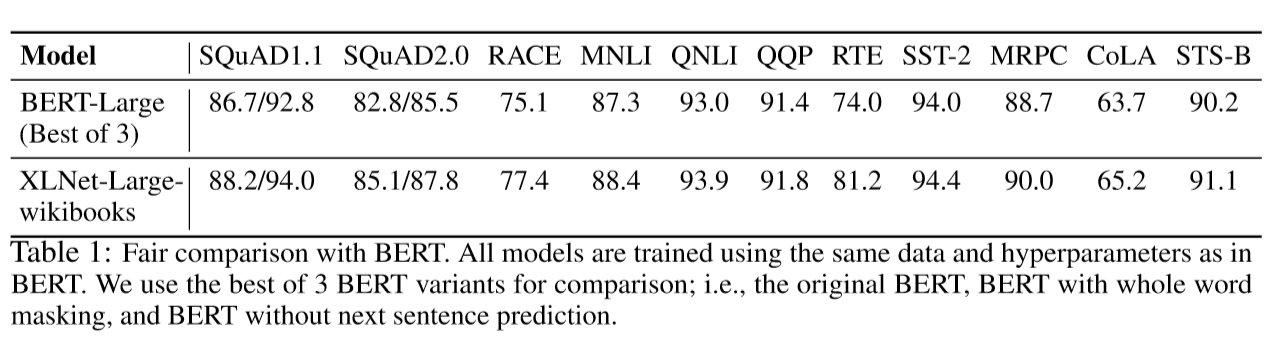 Model SQuAD1.1 SQuAD2.0 RACE MNLI QNLI QQP RTE SST-2 MRPC CoLA STS-B
BERT-Large 86.7/92.8 82.8/85.5 75.1 87.3 93.0 91.4 74.0 94.0 88.7 63.7 90.2
(Best of 3)
XLNet-Large- 88.2/94.0 85.1/87.8 77.4 88.4 93.9 91.8 81.2 94.4 90.0 65.2 91.1
wikibooks
Table 1: Fair comparison with BERT. All models are trained using the same data and hyperparameters as in
BERT. We use the best of 3 BERT variants for comparison; i.e., the original BERT, BERT with whole word
masking, and BERT without next sentence prediction.